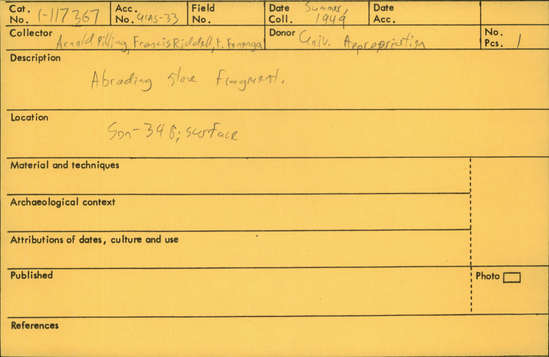 Cat. No. 1-117367 Acc. No. UAS-33 Field No. Date Coll. Summer, 1949 Date Acc.
Collector Arnold Pilling, Francis Riddell, Donor Univ. Appropriation No. Pcs. 1
Description
Abrading stone fragment.
Location
Son-348; surface
Material and techniques
Archaeological context
Attributions of dates, culture and use
Published Photo
References